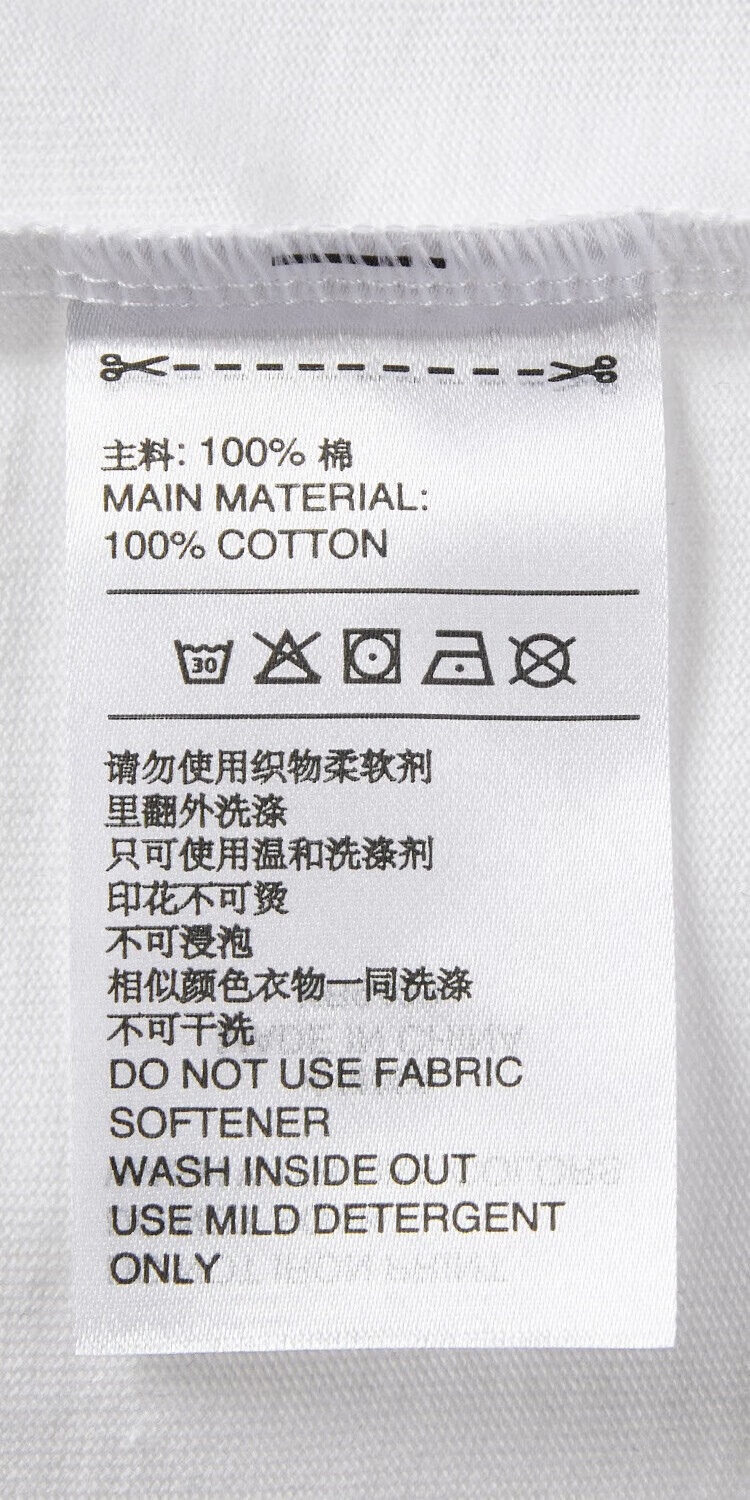 主料: 100% 棉
MAIN MATERIAL:
100% COTTON
30
请勿使用织物柔软剂
里翻外洗涤
只可使用温和洗涤剂
印花不可烫
不可浸泡
相似颜色衣物一同洗涤
不可干洗
DO NOT USE FABRIC
SOFTENER
WASH INSIDE OUT
USE MILD DETERGENT
ONLY